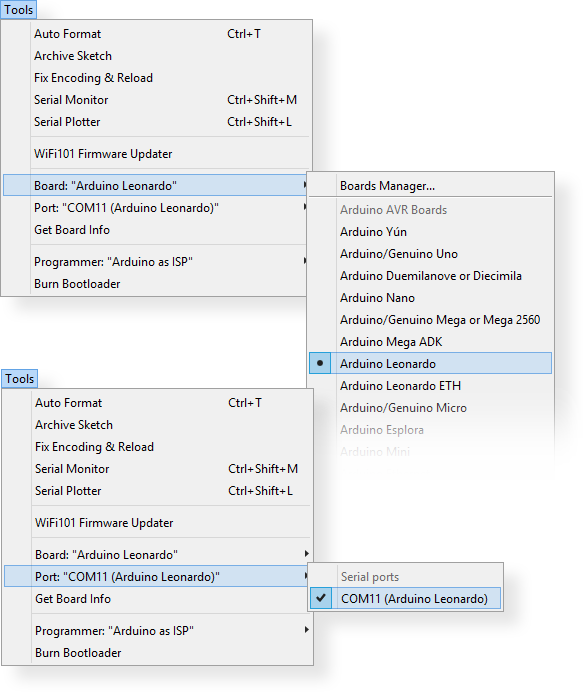 Tools
Auto Format Ctrl+T
Archive Sketch
Fix Encoding & Reload
Serial Monitor Ctrl+Shift+M
Serial Plotter Ctrl+Shift+L
WiFi101 Firmware Updater
Board: "Arduino Leonardo"
Port: "COM11 (Arduino Leonardo)"
Get Board Info
Programmer: "Arduino as ISP"
Burn Bootloader
Boards Manager...
Arduino AVR Boards
Arduino Yún
Arduino/Genuino Uno
Arduino Duemilanove or Diecimila
Arduino Nano
Arduino/Genuino Mega or Mega 2560
Arduino Mega ADK
Arduino Leonardo
Arduino Leonardo ETH
Arduino/Genuino Micro
Arduino Esplora
Arduino Mini
Tools
Auto Format Ctrl+T
Archive Sketch
Fix Encoding & Reload
Serial Monitor Ctrl+Shift+M
Serial Plotter Ctrl+Shift+L
WiFi101 Firmware Updater
Board: "Arduino Leonardo"
Port: "COM11 (Arduino Leonardo)"
Get Board Info
Programmer: "Arduino as ISP"
Burn Bootloader
Serial ports
COM11 (Arduino Leonardo)